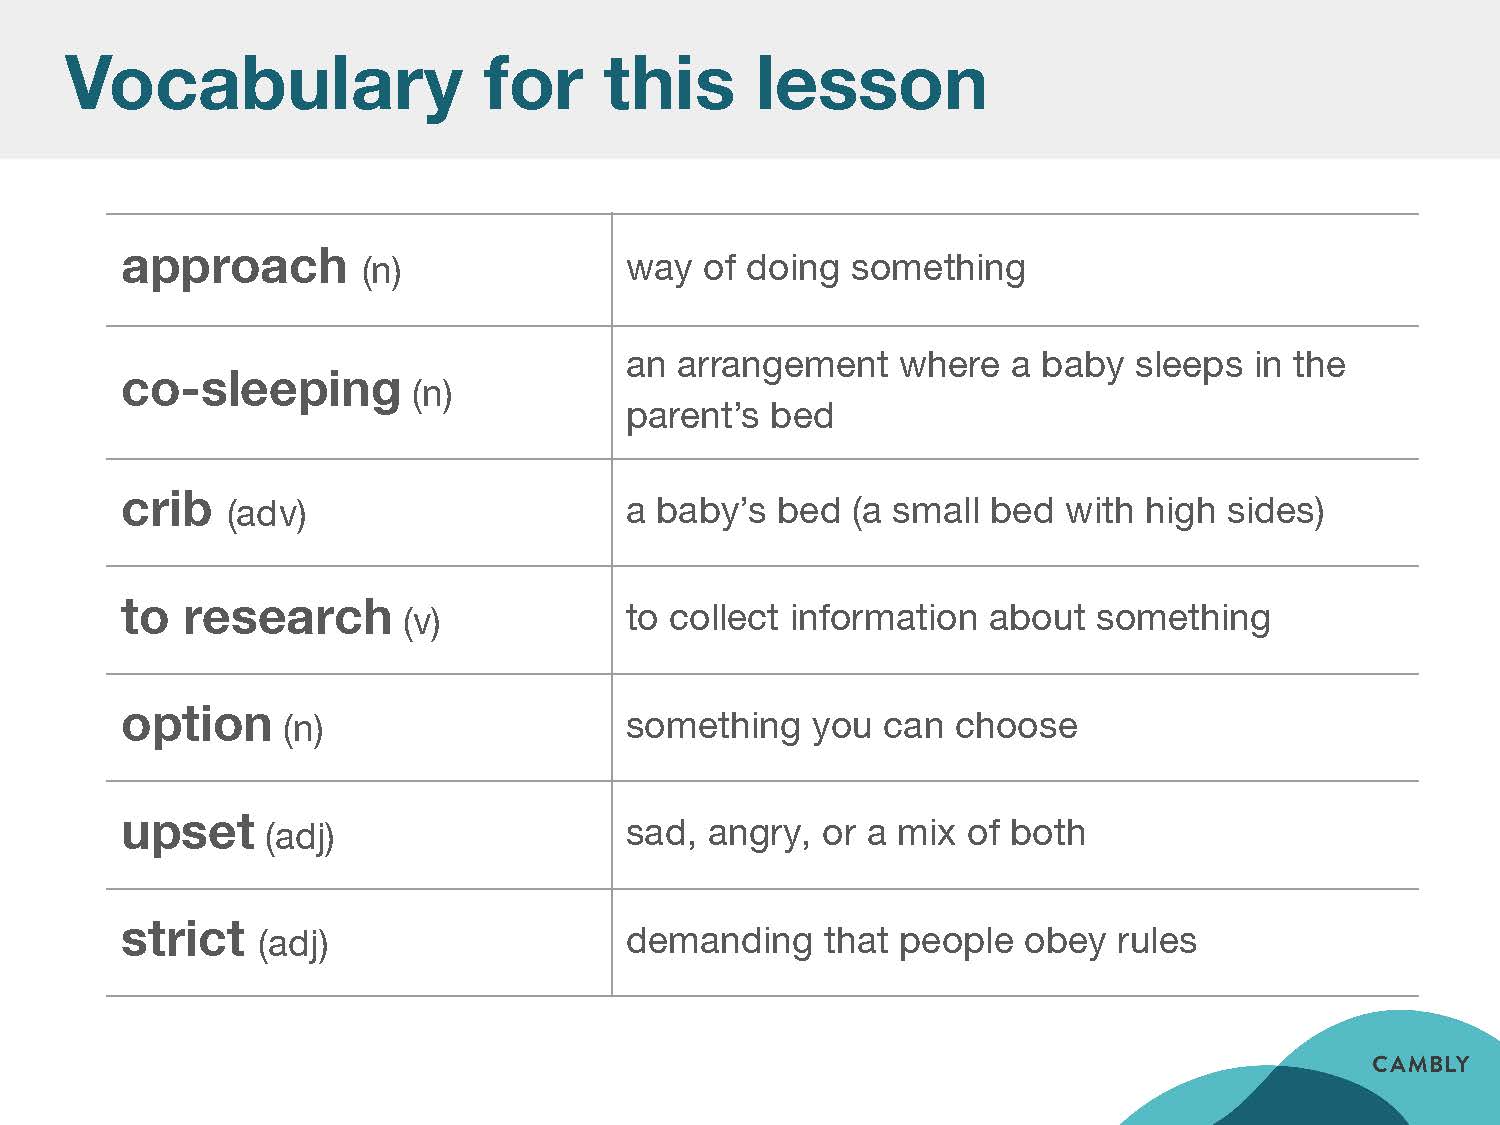 Vocabulary for this lesson
approach (n)
way of doing something
co-sleeping (n)
an arrangement where a baby sleeps in the
parent's bed
crib (adv)
a baby's bed (a small bed with high sides)
to research (v)
to collect information about something
option (n)
something you can choose
upset (adj)
sad, angry, or a mix of both
strict (adj)
demanding that people obey rules
CAMBLY